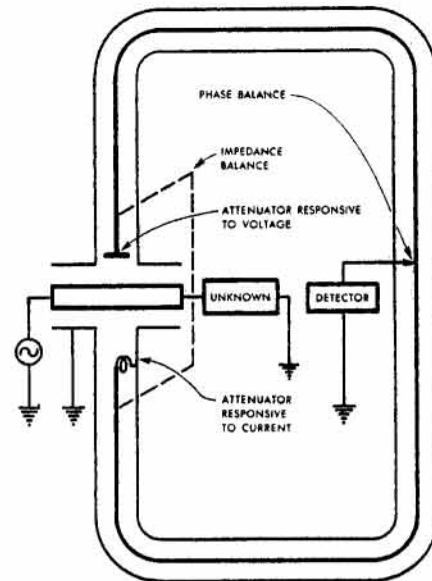 PHASE BALANCE
IMPEDANCE
BALANCE
ATTENUATOR RESPONSIVE
TO VOLTAGE
UNKNOWN
DETECTOR
ATTENUATOR
RESPONSIVE
TO CURRENT